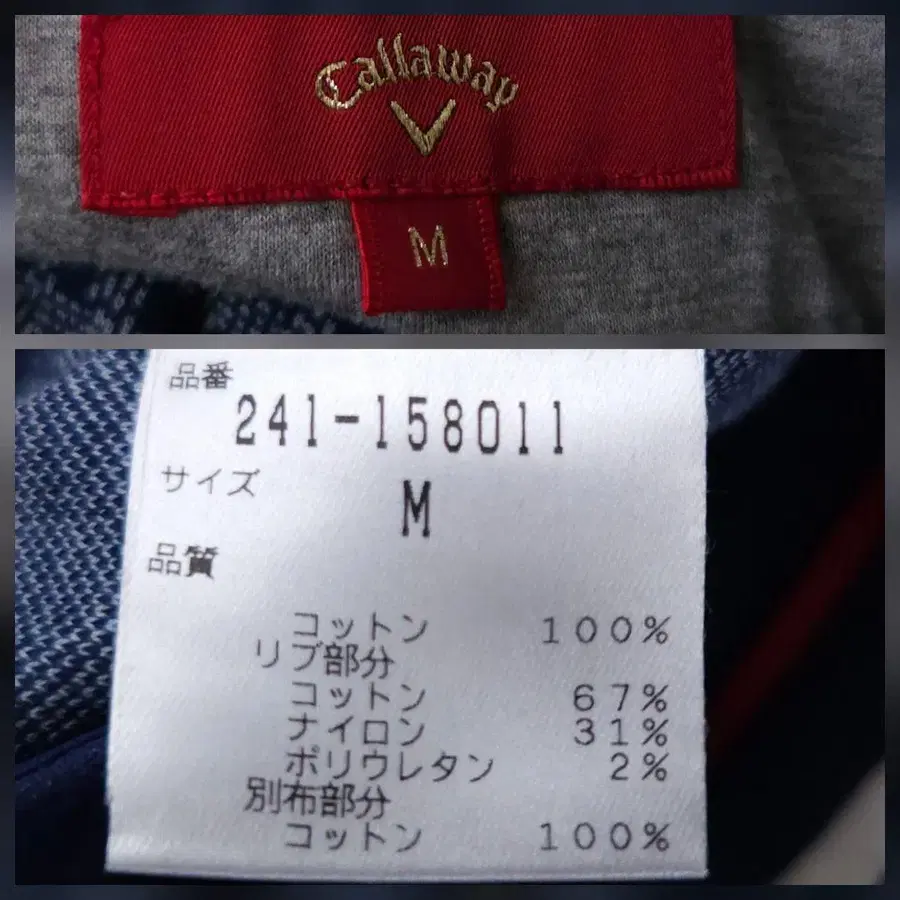 Callaway
M
品番
241-158011
サイズ
M
品質
コットン 100%
リブ部分
コットン 67%
ナイロン 31%
ポリウレタン 2%
別布部分
コットン 100%